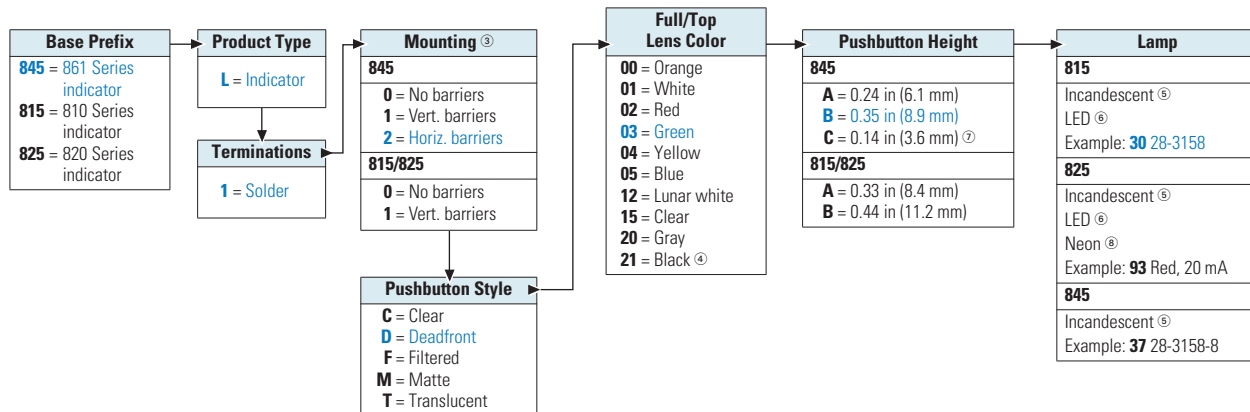 Base Prefix
845 = 861 Series
indicator
815 = 810 Series
indicator
825 = 820 Series
indicator
Product Type
L = Indicator
Terminations
1 = Solder
Mounting ③
845
0 = No barriers
1 = Vert. barriers
2 = Horiz. barriers
815/825
0 = No barriers
1 = Vert. barriers
Pushbutton Style
C = Clear
D = Deadfront
F = Filtered
M = Matte
T = Translucent
Full/Top
Lens Color
00 = Orange
01 = White
02 = Red
03 = Green
04 = Yellow
05 = Blue
12 = Lunar white
15 = Clear
20 = Gray
21 = Black ④
Pushbutton Height
845
A = 0.24 in (6.1 mm)
B = 0.35 in (8.9 mm)
C = 0.14 in (3.6 mm) ⑦
815/825
A = 0.33 in (8.4 mm)
B = 0.44 in (11.2 mm)
Lamp
815
Incandescent ⑤
LED ⑥
Example: 30 28-3158
825
Incandescent ⑤
LED ⑥
Neon ⑧
Example: 93 Red, 20 mA
845
Incandescent ⑤
Example: 37 28-3158-8